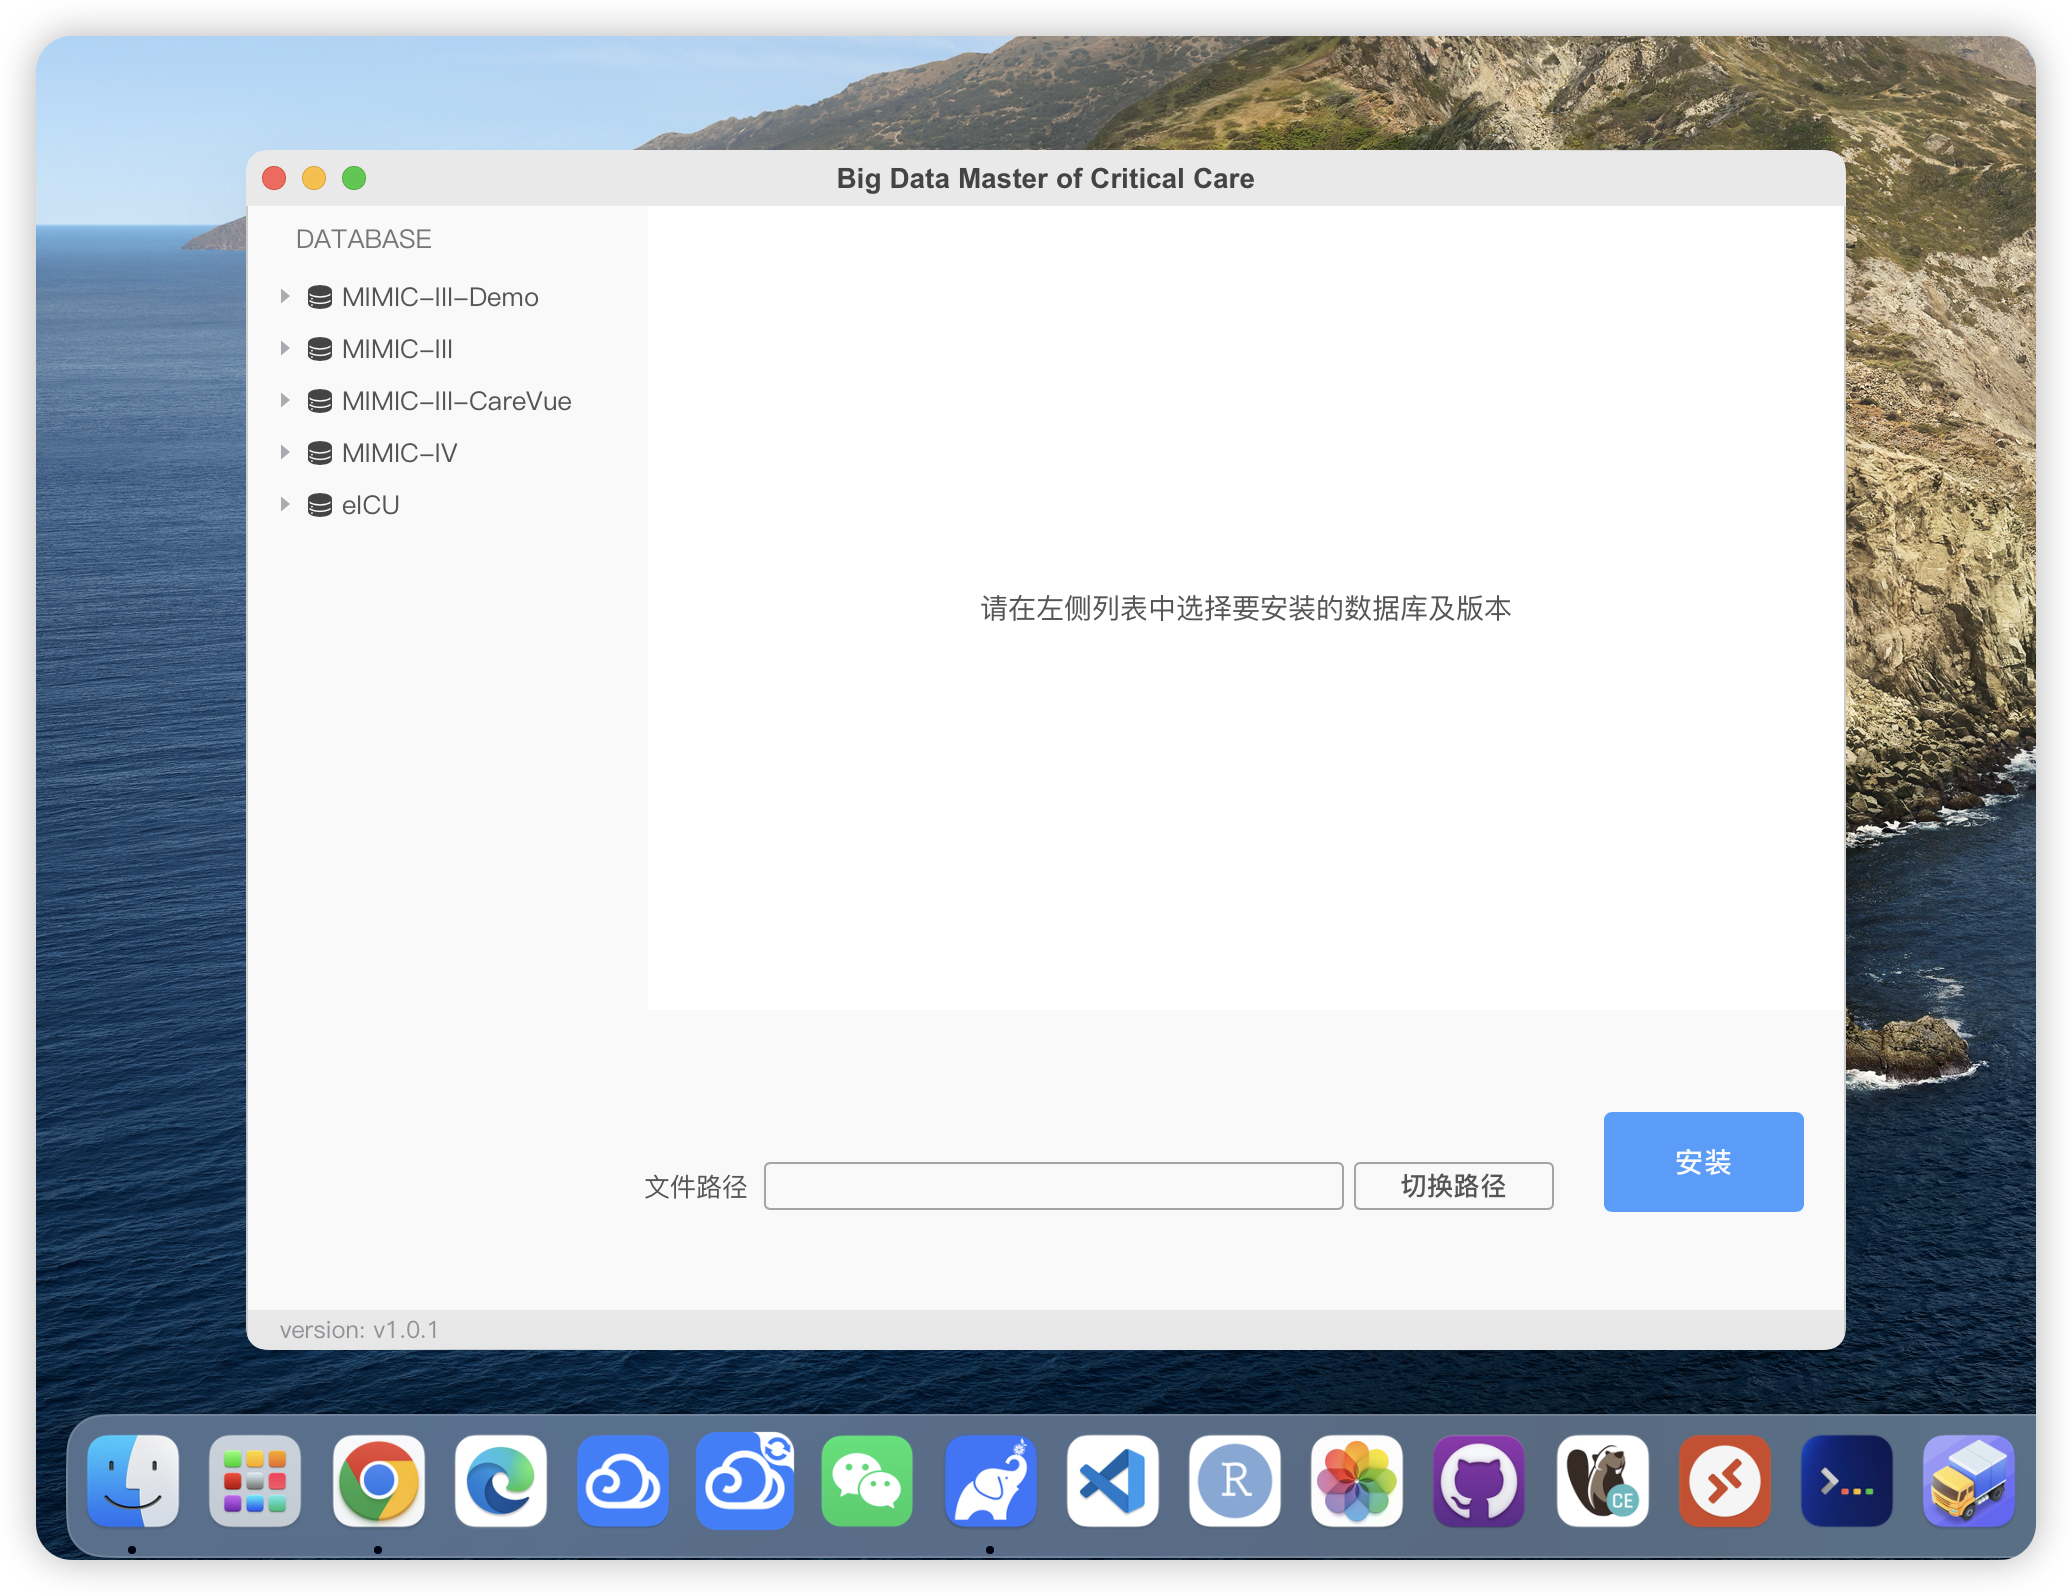 Big Data Master of Critical Care
DATABASE
MIMIC-III-Demo
MIMIC-III
MIMIC-III-CareVue
MIMIC-IV
eICU
请在左侧列表中选择要安装的数据库及版本
文件路径
切换路径
安装
version: v1.0.1
R
CE